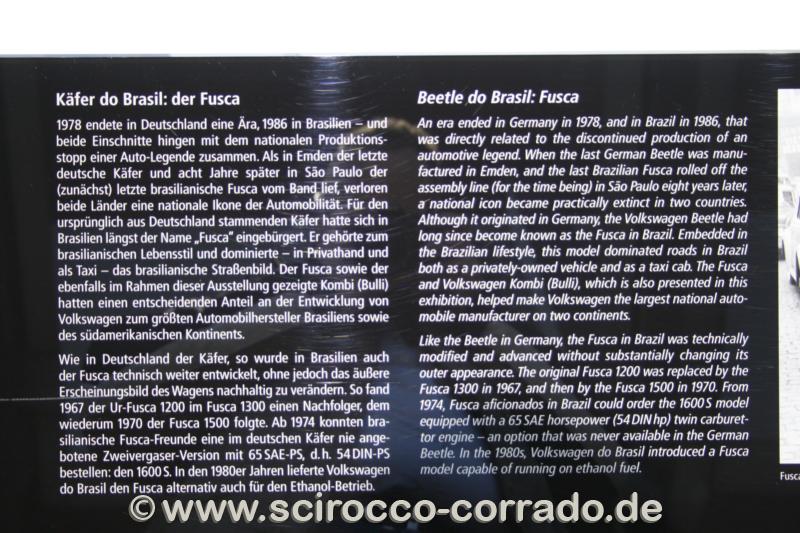 Käfer do Brasil: der Fusca
1978 endete in Deutschland eine Ära, 1986 in Brasilien – und
beide Einschnitte hingen mit dem nationalen Produktions-
stopp einer Auto-Legende zusammen. Als in Emden der letzte
deutsche Käfer und acht Jahre später in São Paulo der
(zunächst) letzte brasilianische Fusca vom Band lief, verloren
beide Länder eine nationale Ikone der Automobilität. Für den
ursprünglich aus Deutschland stammenden Käfer hatte sich in
Brasilien längst der Name „Fusca“ eingebürgert. Er gehörte zum
brasilianischen Lebensstil und dominierte – in Privathand und
als Taxi – das brasilianische Straßenbild. Der Fusca sowie der
ebenfalls im Rahmen dieser Ausstellung gezeigte Kombi (Bulli)
hatten einen entscheidenden Anteil an der Entwicklung von
Volkswagen zum größten Automobilhersteller Brasiliens sowie
des südamerikanischen Kontinents.
Wie in Deutschland der Käfer, so wurde in Brasilien auch
der Fusca technisch weiter entwickelt, ohne jedoch das äußere
Erscheinungsbild des Wagens nachhaltig zu verändern. So fand
1967 der Ur-Fusca 1200 im Fusca 1300 einen Nachfolger, dem
wiederum 1970 der Fusca 1500 folgte. Ab 1974 konnten bra-
silianische Fusca-Freunde eine im deutschen Käfer nie ange-
botene Zweivergaser-Version mit 65 SAE-PS, d.h. 54 DIN-PS
bestellen: den 1600 S. In den 1980er Jahren lieferte Volkswagen
do Brasil den Fusca alternativ auch für den Ethanol-Betrieb.
Beetle do Brasil: Fusca
An era ended in Germany in 1978, and in Brazil in 1986, that
was directly related to the discontinued production of an
automotive legend. When the last German Beetle was manu-
factured in Emden, and the last Brazilian Fusca rolled off the
assembly line (for the time being) in São Paulo eight years later,
a national icon became practically extinct in two countries.
Although it originated in Germany, the Volkswagen Beetle had
long since become known as the Fusca in Brazil. Embedded in
the Brazilian lifestyle, this model dominated roads in Brazil
both as a privately-owned vehicle and as a taxi cab. The Fusca
and Volkswagen Kombi (Bulli), which is also presented in this
exhibition, helped make Volkswagen the largest national auto-
mobile manufacturer on two continents.
Like the Beetle in Germany, the Fusca in Brazil was technically
modified and advanced without substantially changing its
outer appearance. The original Fusca 1200 was replaced by the
Fusca 1300 in 1967, and then by the Fusca 1500 in 1970. From
1974, Fusca aficionados in Brazil could order the 1600 S model
equipped with a 65 SAE horsepower (54 DIN hp) twin carburet-
tor engine – an option that was never available in the German
Beetle. In the 1980s, Volkswagen do Brasil introduced a Fusca
model capable of running on ethanol fuel.
Fusca
© www.scirocco-corrado.de